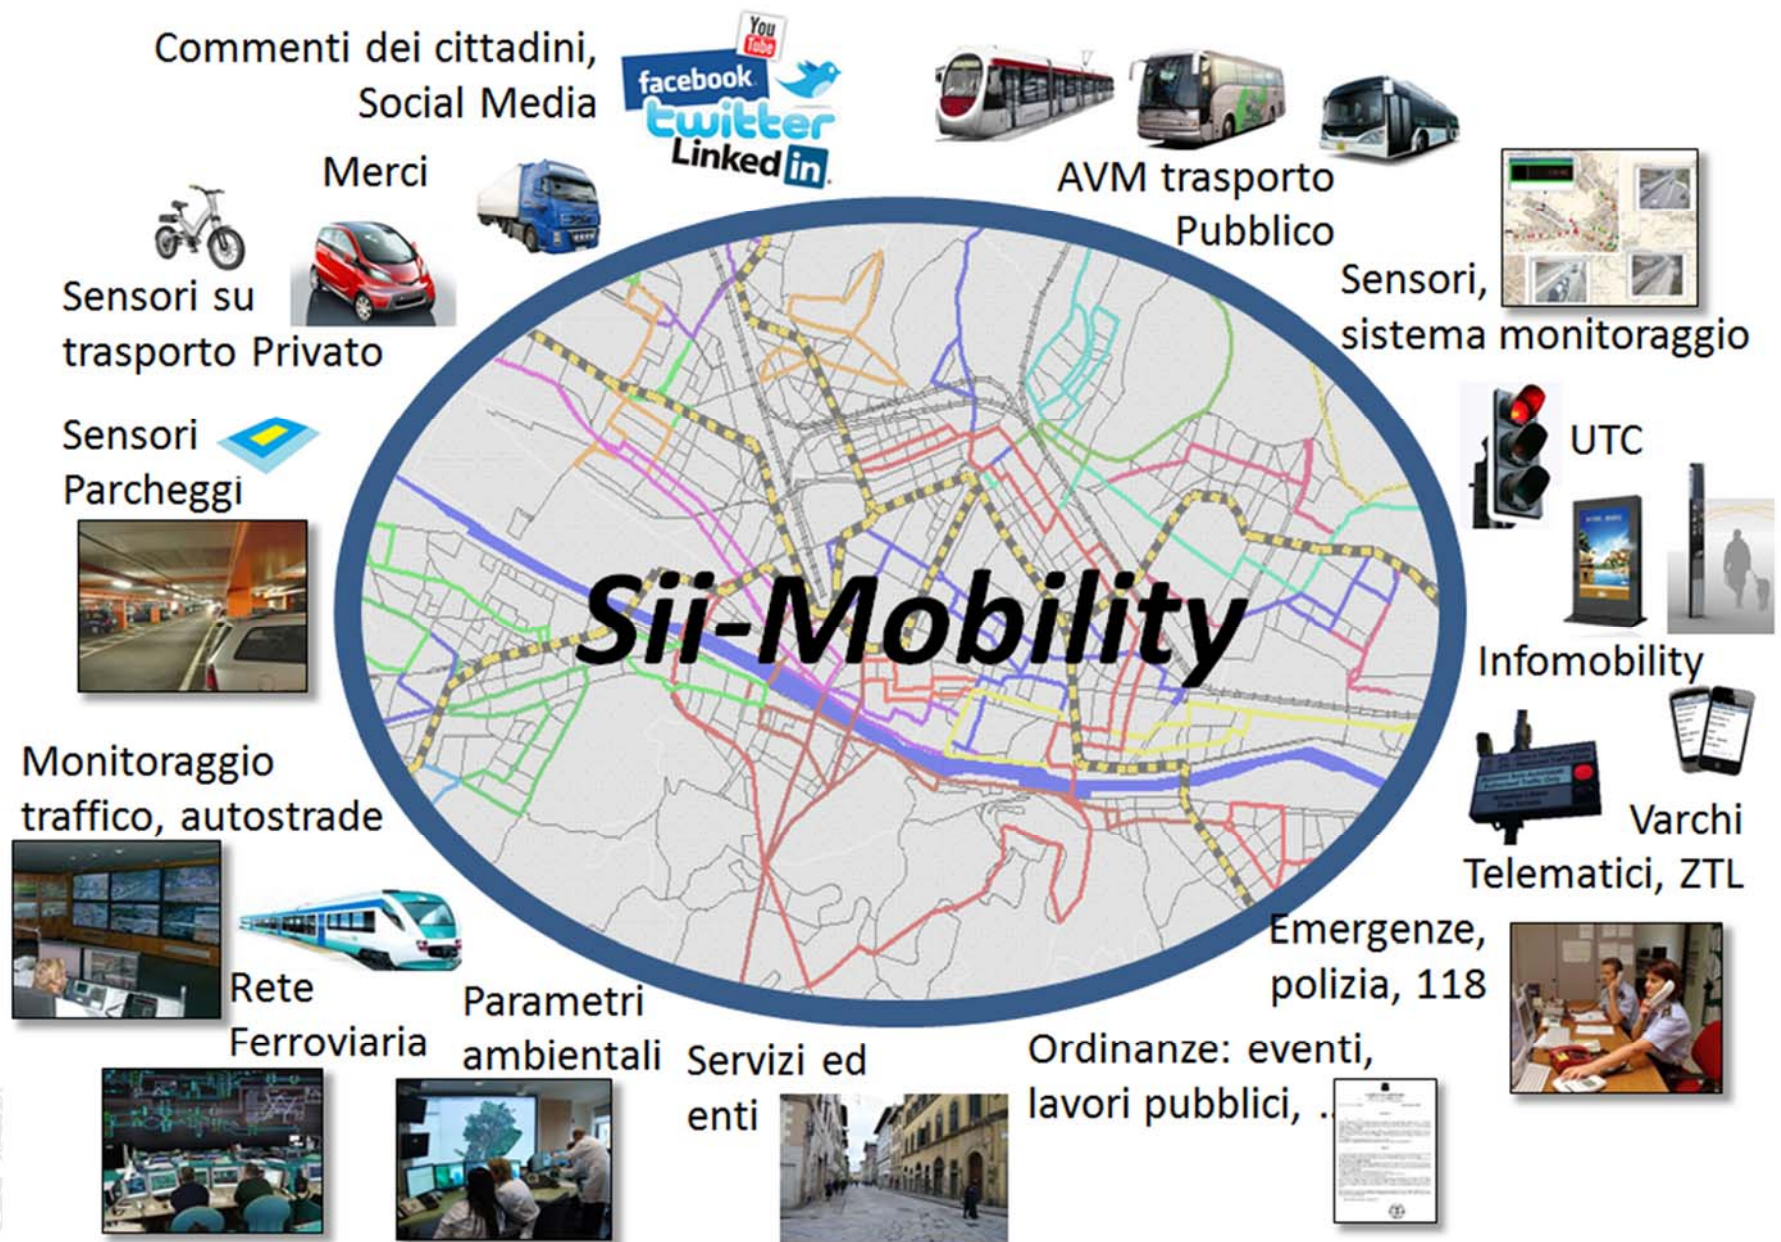 Commenti dei cittadini,
Social Media
You
Tube
facebook
twitter
Linked in
Merci
AVM trasporto
Pubblico
Sensori,
sistema monitoraggio
Sensori su
trasporto Privato
Sensori
Parcheggi
UTC
Sii-Mobility
Infomobility
Monitoraggio
traffico, autostrade
Varchi
Telematici, ZTL
Emergenze,
polizia, 118
Rete
Ferroviaria
Parametri
ambientali
Servizi ed
enti
Ordinanze: eventi,
lavori pubblici, ..